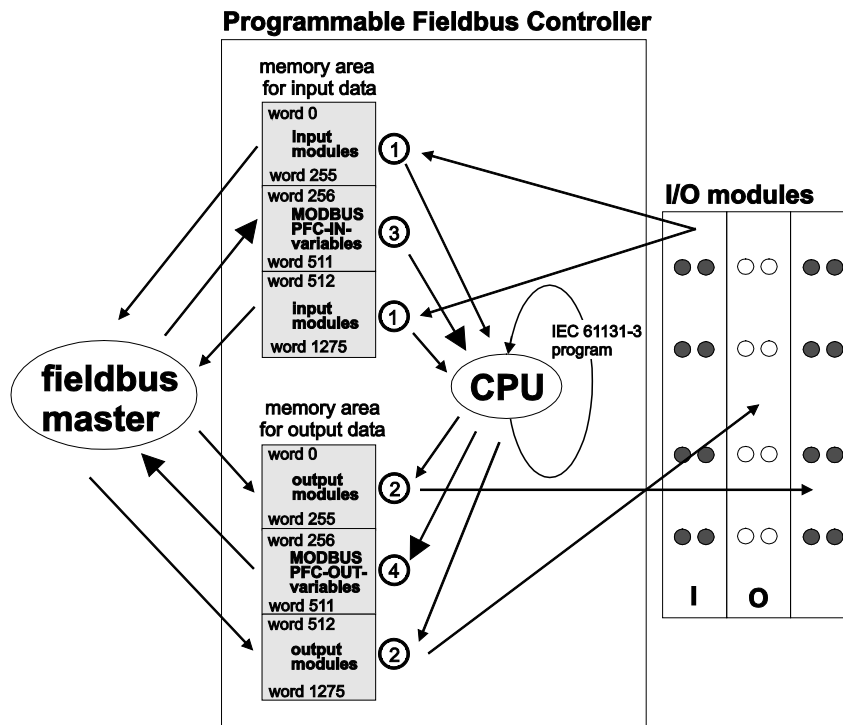 Programmable Fieldbus Controller
memory area
for input data
word 0
Input
modules
word 255
1
word 256
MODBUS
PFC-IN-
variables
word 511
3
word 512
input
modules
word 1275
1
I/O modules
IEC 61131-3
program
CPU
fieldbus
master
memory area
for output data
word 0
output
modules
word 255
2
word 256
MODBUS
PFC-OUT-
variables
word 511
4
word 512
output
modules
word 1275
2
I
O